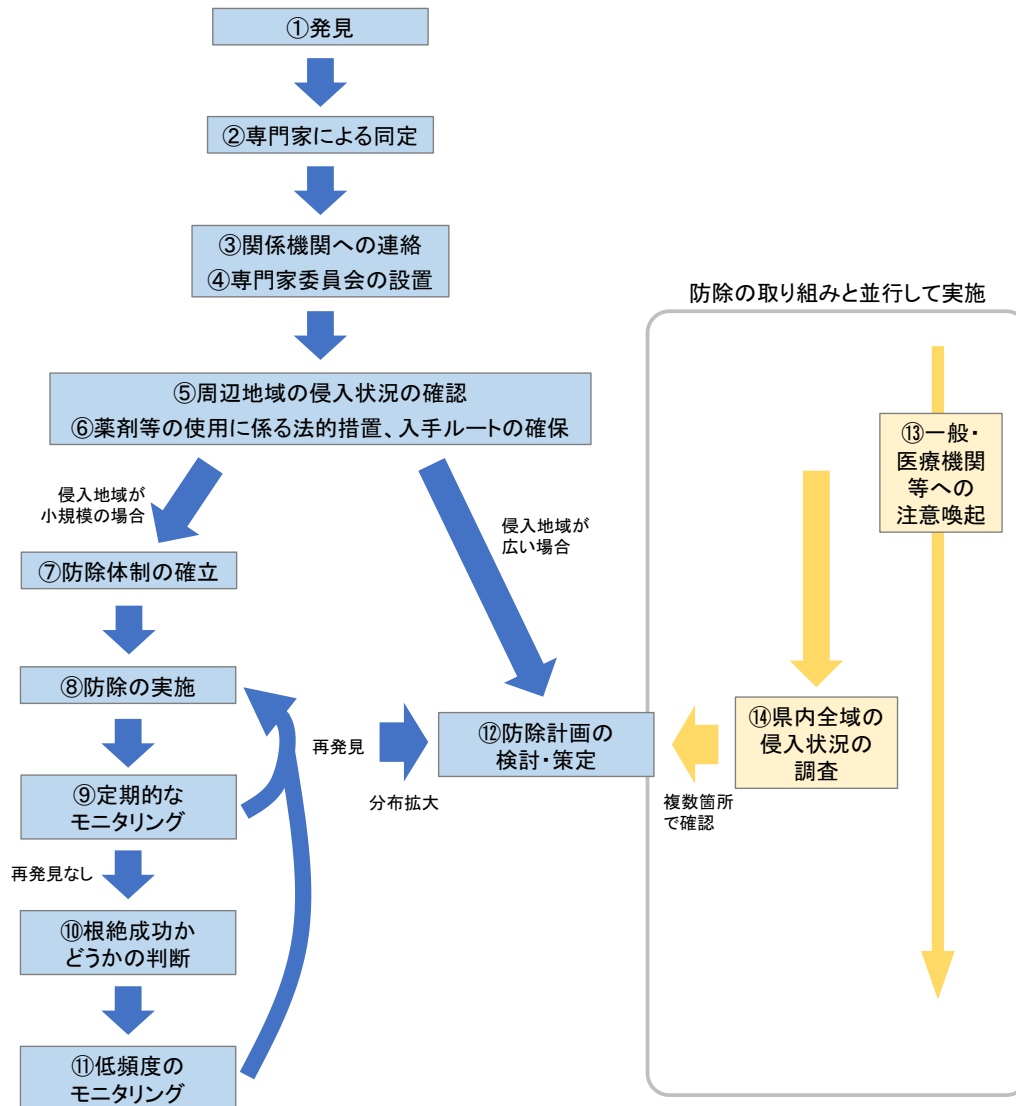 ①発見
②専門家による同定
③関係機関への連絡
④専門家委員会の設置
防除の取り組みと並行して実施
⑤周辺地域の侵入状況の確認
⑥薬剤等の使用に係る法的措置、入手ルートの確保
⑬一般・
医療機関
等への
注意喚起
侵入地域が
小規模の場合
侵入地域が
広い場合
⑦防除体制の確立
⑧防除の実施
再発見
分布拡大
⑫防除計画の
検討・策定
⑭県内全域の
侵入状況の
調査
複数箇所
で確認
⑨定期的な
モニタリング
再発見なし
⑩根絶成功か
どうかの判断
⑪低頻度の
モニタリング